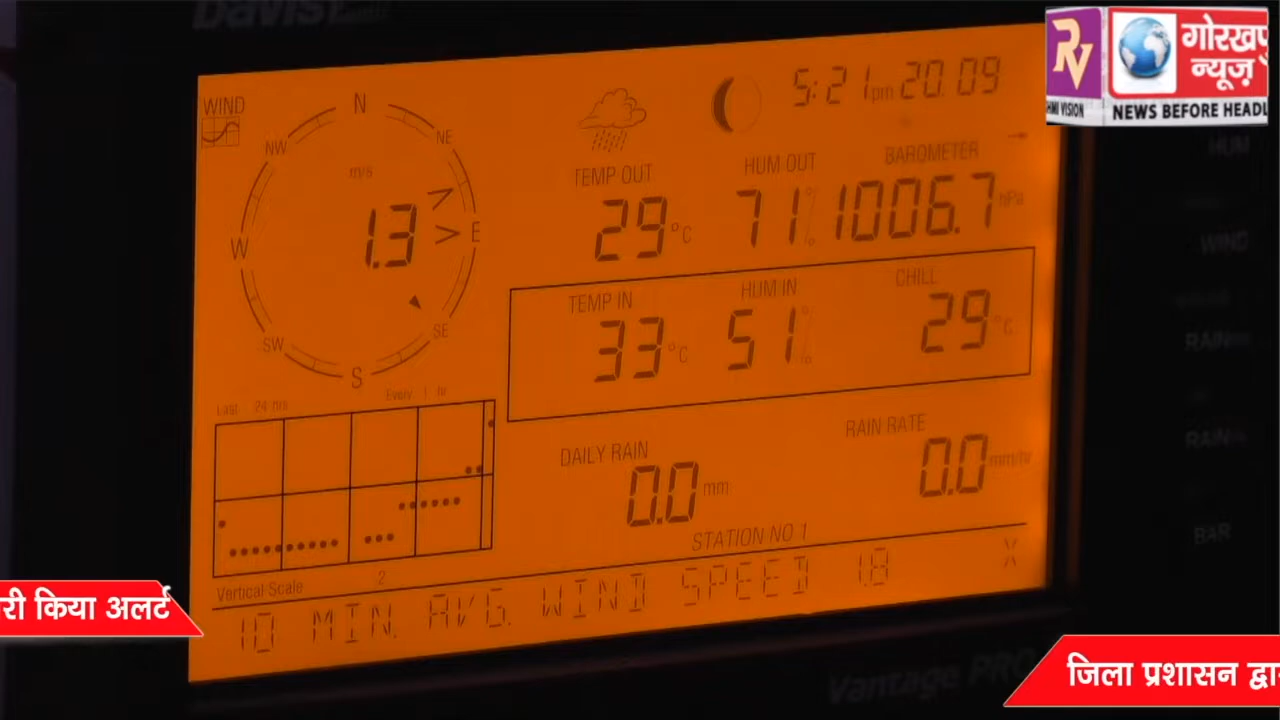 DAVIS
गोरखपु
न्यूज़
RV
HMI VISION
NEWS BEFORE HEADL
WIND
N
NE
E
SE
S
SW
W
NW
m/s
1.3
5:21pm 20.09
TEMP OUT
29°C
HUM OUT
71%
BAROMETER
1006.7 hPa
TEMP IN
33°C
HUM IN
51%
CHILL
29°C
Last 24 hrs
Every 1 hr
Vertical Scale 2
DAILY RAIN
0.0 mm
RAIN RATE
0.0 mm/hr
STATION NO 1
10 MIN. AVG. WIND SPEED 1.8
HUM
WIND
RAIN
RAIN
BAR
Vantage PRO
री किया अलर्ट
जिला प्रशासन द्वा